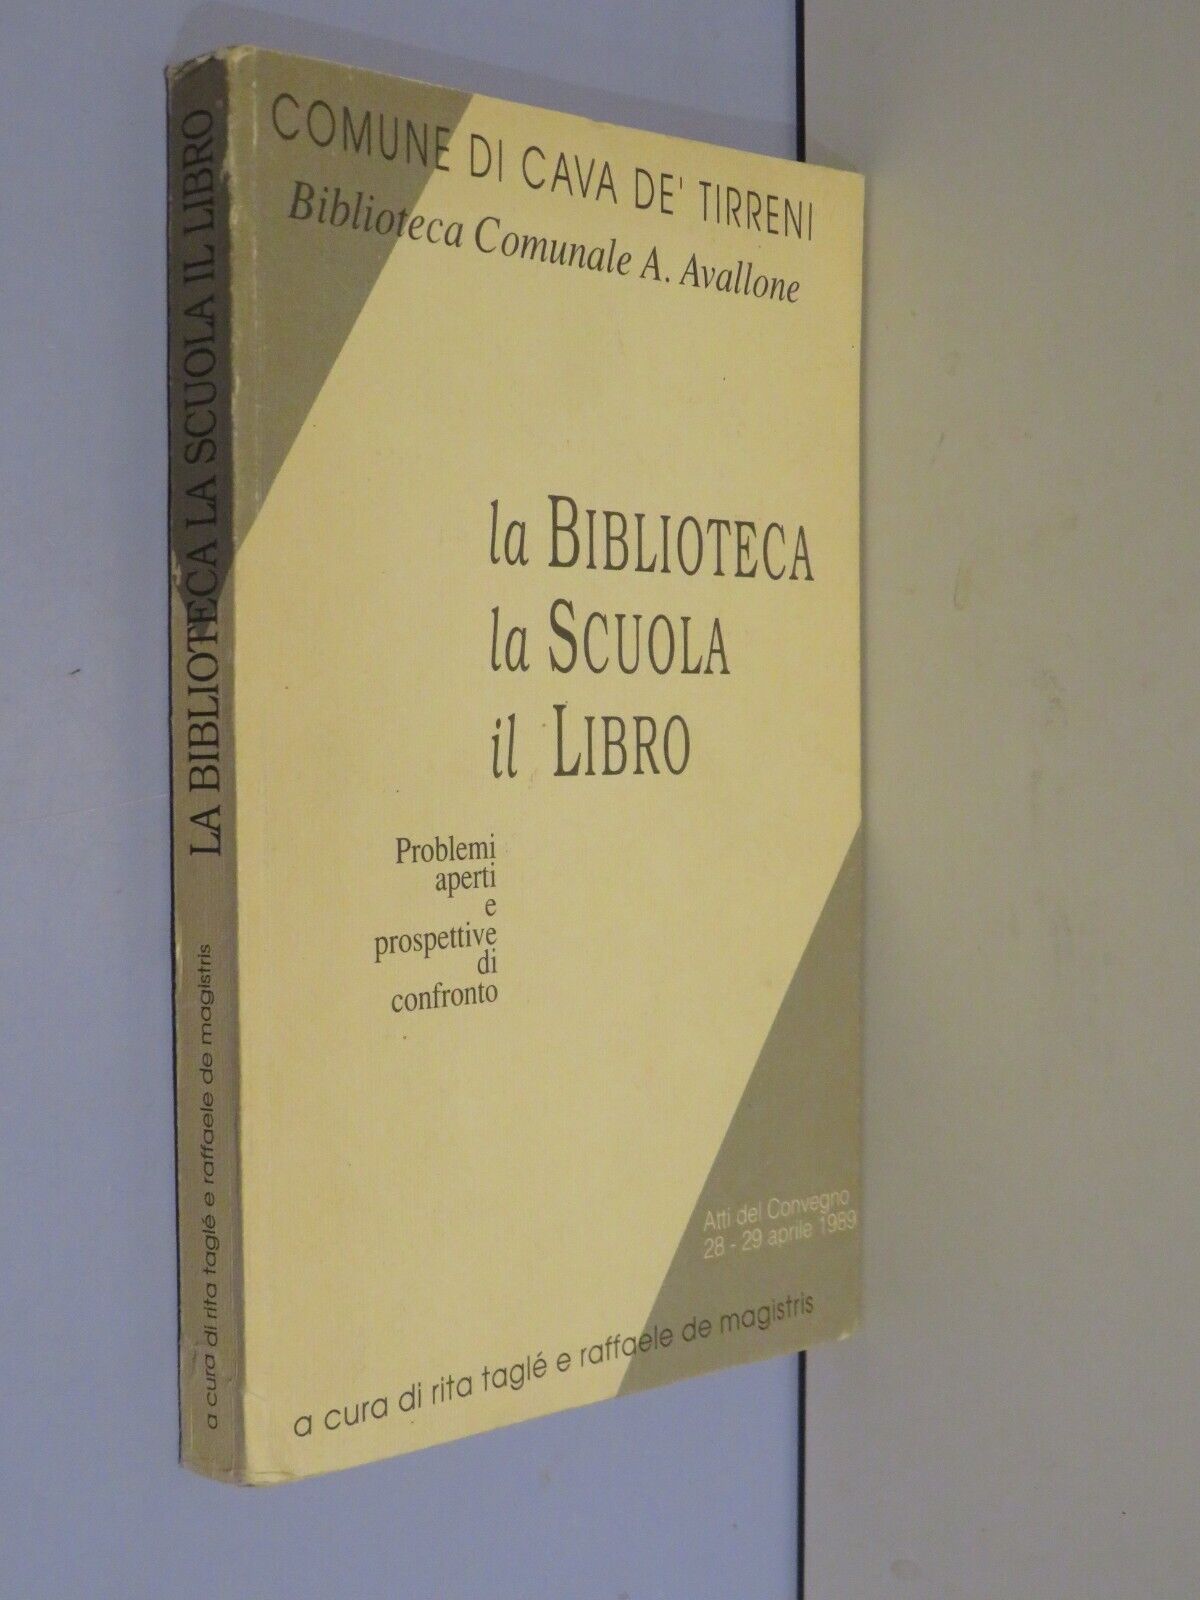 COMUNE DI CAVA DE' TIRRENI
Biblioteca Comunale A. Avallone
la BIBLIOTECA
la SCUOLA
il LIBRO
Problemi
aperti
e
prospettive
di
confronto
Atti del Convegno
28 - 29 aprile 1989
a cura di rita taglé e raffaele de magistris
LA BIBLIOTECA LA SCUOLA IL LIBRO
a cura di rita taglé e raffaele de magistris